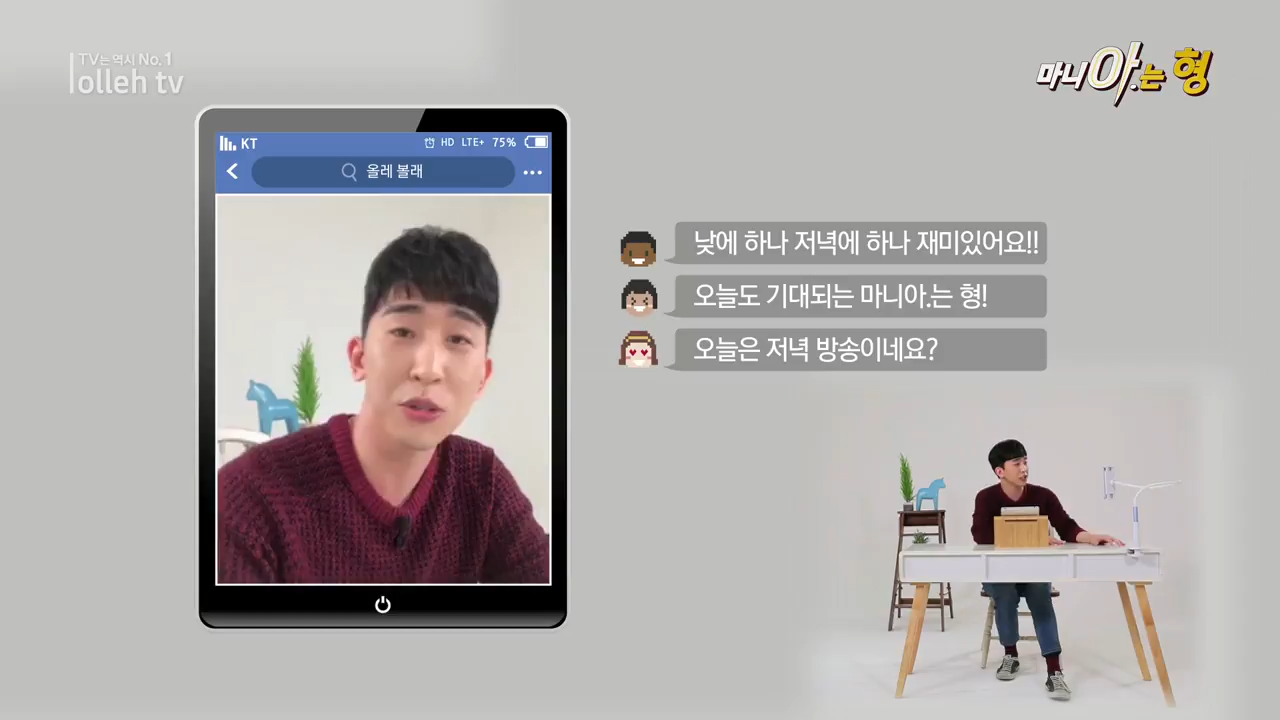 TV는 역시 No.1
olleh tv
마니아.는 형
KT
HD LTE+ 75%
올레 볼래
낮에 하나 저녁에 하나 재미있어요!!
오늘도 기대되는 마니아.는 형!
오늘은 저녁 방송이네요?